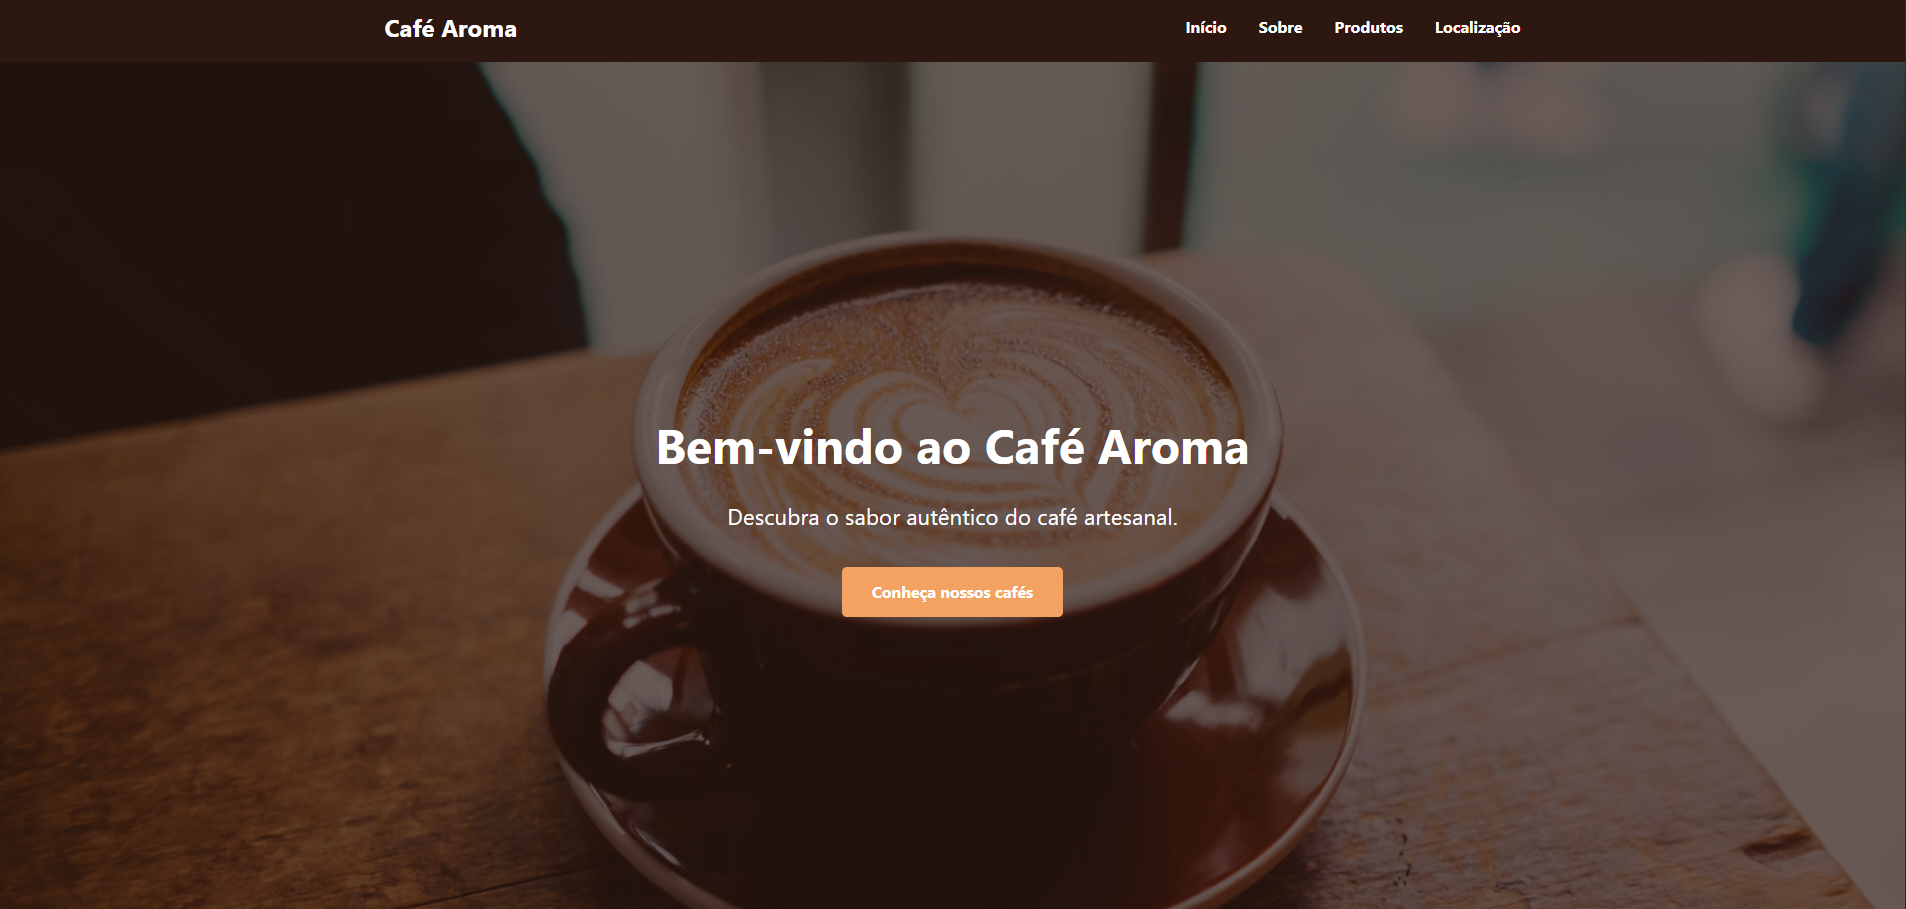 Café Aroma
Início Sobre Produtos Localização
Bem-vindo ao Café Aroma
Descubra o sabor autêntico do café artesanal.
Conheça nossos cafés